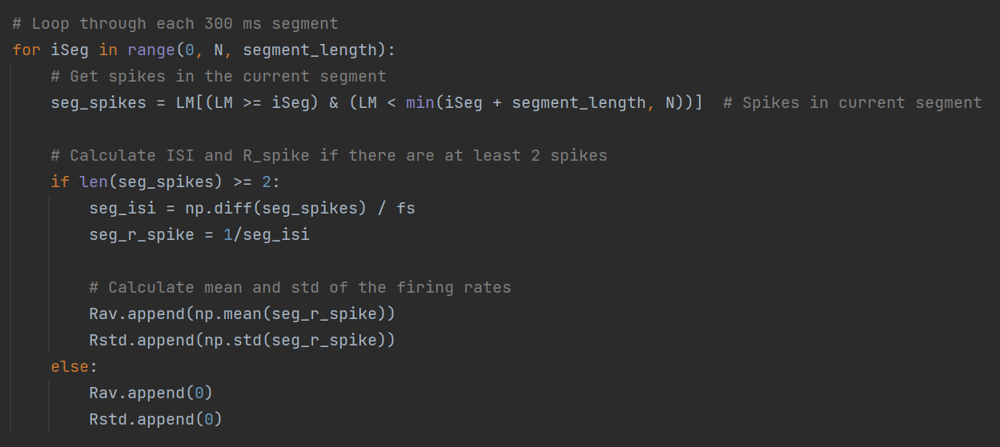 # Loop through each 300 ms segment
for iSeg in range(0, N, segment_length):
    # Get spikes in the current segment
    seg_spikes = LM[(LM >= iSeg) & (LM < min(iSeg + segment_length, N))]  # Spikes in current segment

    # Calculate ISI and R_spike if there are at least 2 spikes
    if len(seg_spikes) >= 2:
        seg_isi = np.diff(seg_spikes) / fs
        seg_r_spike = 1/seg_isi

        # Calculate mean and std of the firing rates
        Rav.append(np.mean(seg_r_spike))
        Rstd.append(np.std(seg_r_spike))
    else:
        Rav.append(0)
        Rstd.append(0)